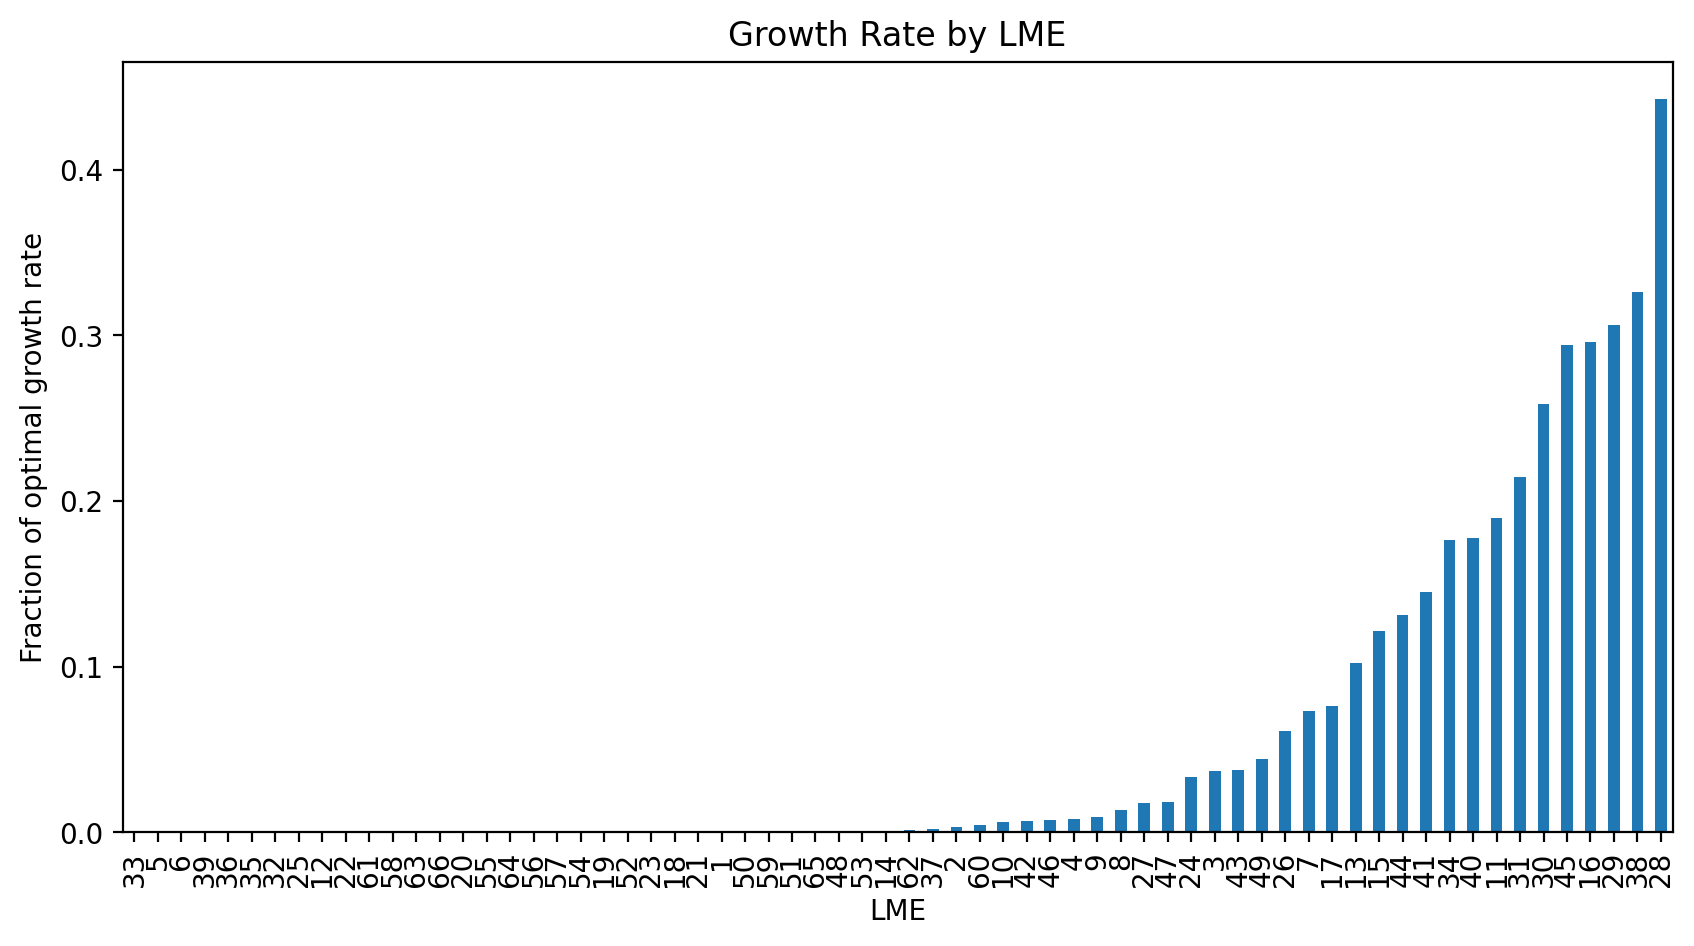 Growth Rate by LME
Fraction of optimal growth rate
0.4
0.3
0.2
0.1
0.0
33 5 6 39 36 35 32 25 12 22 61 58 63 66 20 55 64 56 57 54 19 52 23 18 21 1 50 59 51 65 48 53 14 62 37 2 60 10 42 46 4 9 8 27 47 24 3 43 49 26 7 17 13 15 44 41 34 40 11 31 30 45 16 29 38 28
LME